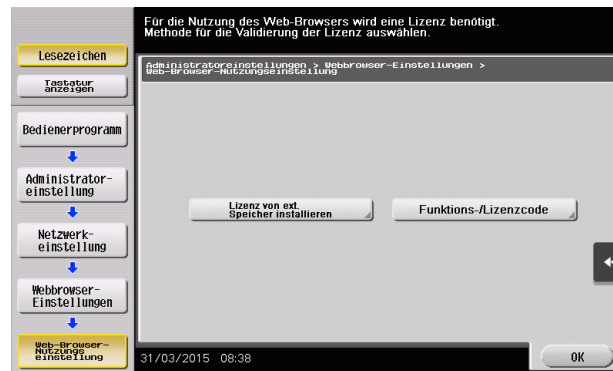 Für die Nutzung des Web-Browsers wird eine Lizenz benötigt.
Methode für die Validierung der Lizenz auswählen.
Lesezeichen
Tastatur
anzeigen
Bedienerprogramm
Administrator-
einstellung
Netzwerk-
einstellung
Webbrowser-
Einstellungen
Web-Browser-
Nutzungs
einstellung
Administratoreinstellungen > Webbrowser-Einstellungen >
Web-Browser-Nutzungseinstellung
Lizenz von ext.
Speicher installieren
Funktions-/Lizenzcode
31/03/2015 08:38
OK